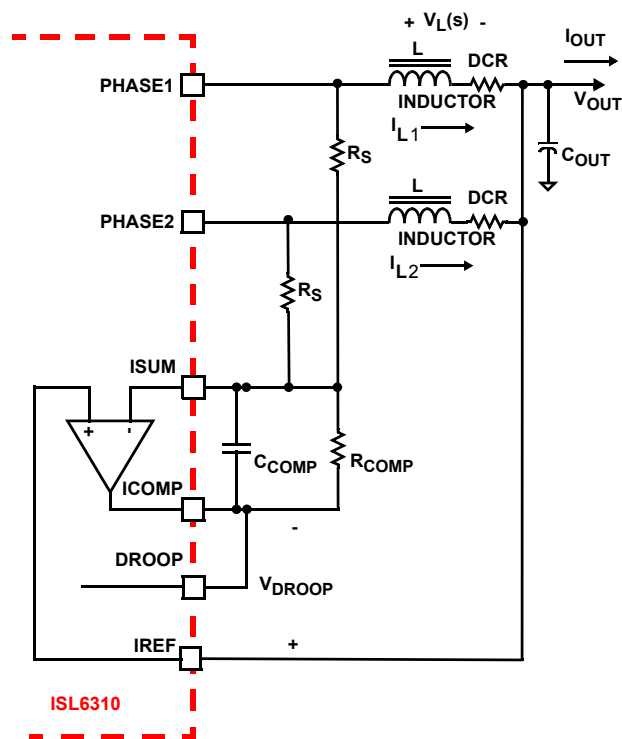 + VL(s) -
IOUT
L
DCR
PHASE1
INDUCTOR
VOUT
IL1
COUT
RS
L
DCR
PHASE2
INDUCTOR
IL2
RS
ISUM
+ -
CCOMP
RCOMP
ICOMP
-
DROOP
VDROOP
IREF
+
ISL6310